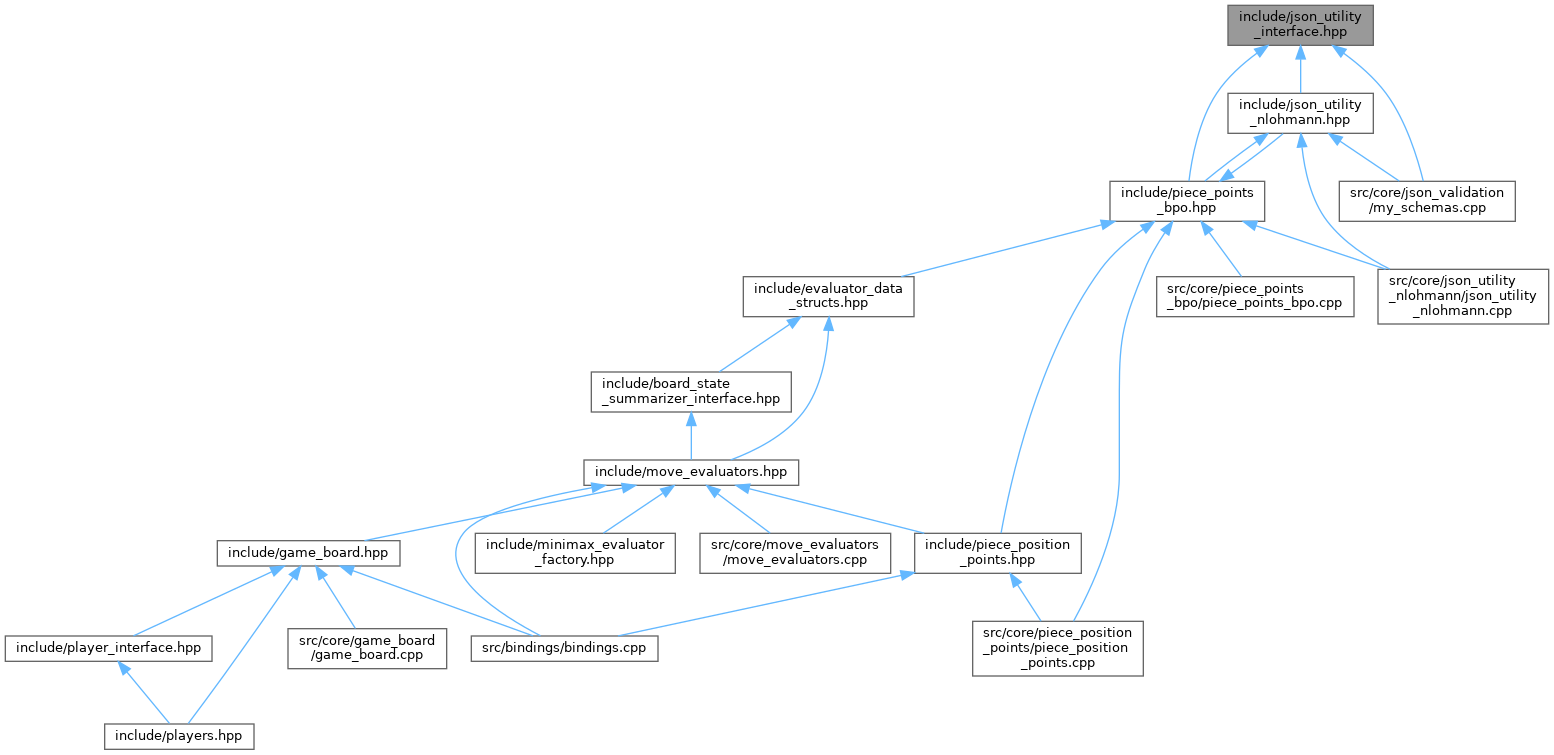 include/json_utility
_interface.hpp
include/json_utility
_nlohmann.hpp
include/piece_points
_bpo.hpp
src/core/json_validation
/my_schemas.cpp
include/evaluator_data
_structs.hpp
src/core/piece_points
_bpo/piece_points_bpo.cpp
src/core/json_utility
_nlohmann/json_utility
_nlohmann.cpp
include/board_state
_summarizer_interface.hpp
include/move_evaluators.hpp
include/game_board.hpp
include/minimax_evaluator
_factory.hpp
src/core/move_evaluators
/move_evaluators.cpp
include/piece_position
_points.hpp
include/player_interface.hpp
src/core/game_board
/game_board.cpp
src/bindings/bindings.cpp
src/core/piece_position
_points/piece_position
_points.cpp
include/players.hpp